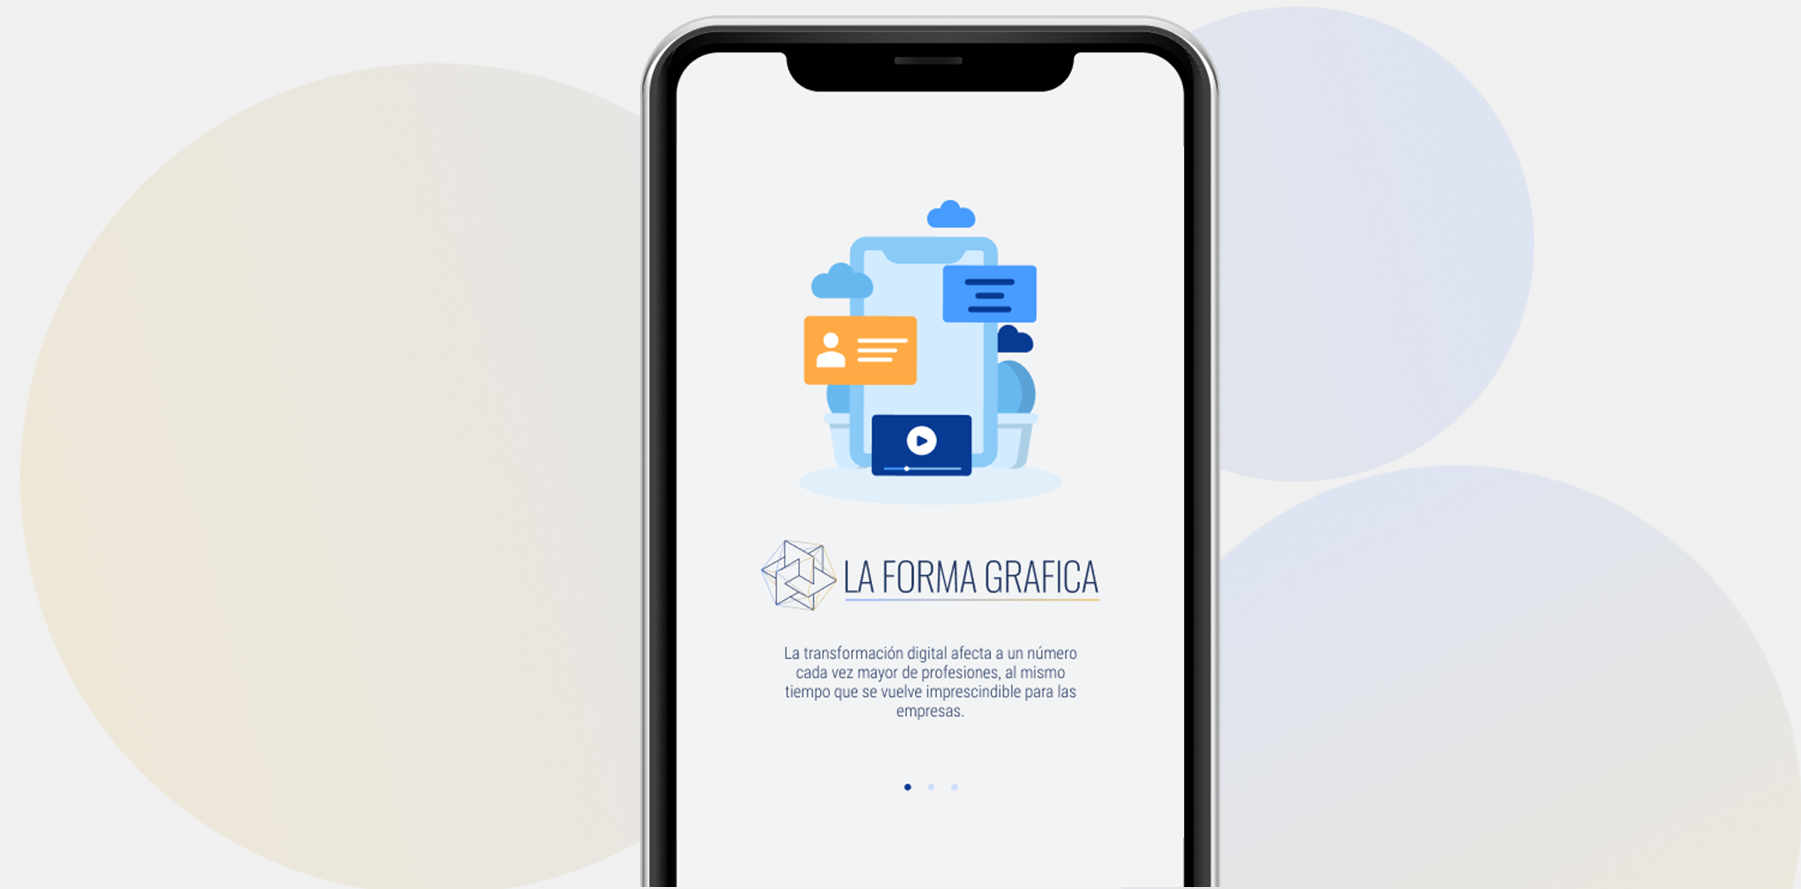 LA FORMA GRAFICA
La transformación digital afecta a un número
cada vez mayor de profesiones, al mismo
tiempo que se vuelve imprescindible para las
empresas.